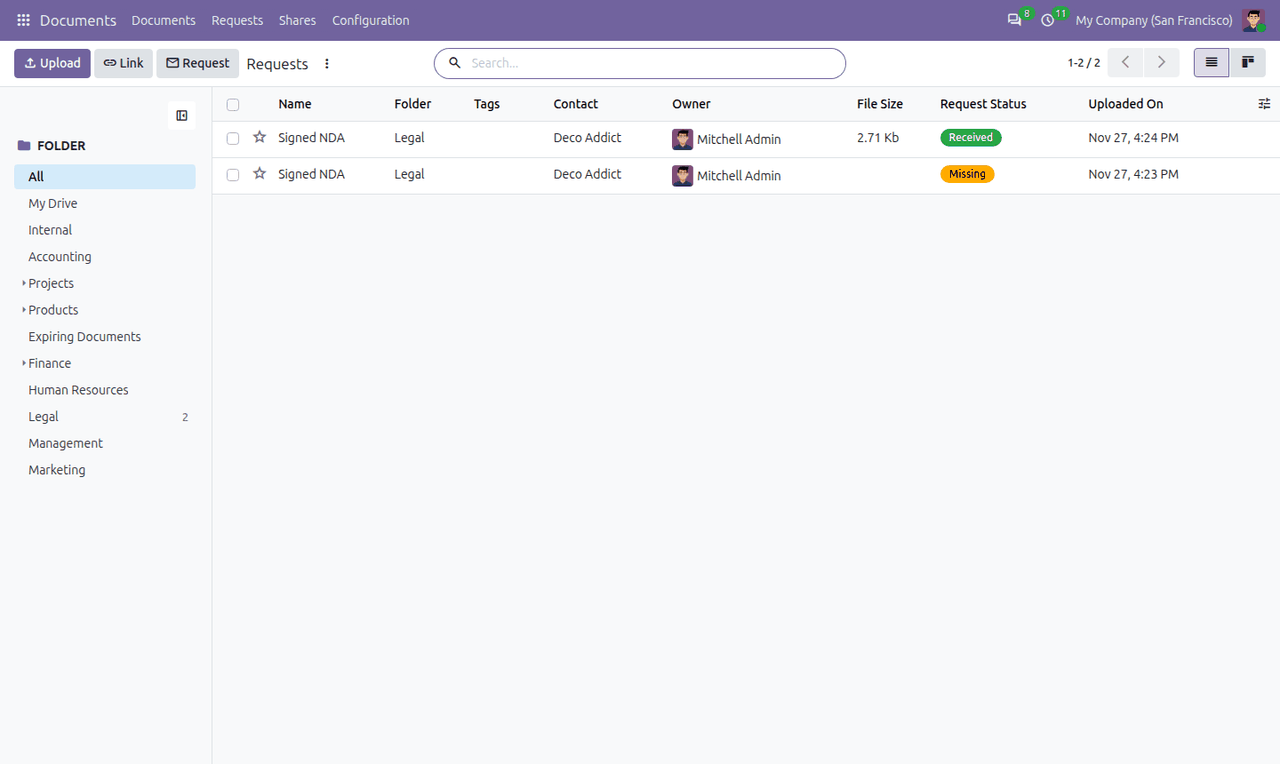 Documents Documents Requests Shares Configuration 8 11 My Company (San Francisco)
Upload Link Request Requests Search... 1-2 / 2
FOLDER
All
My Drive
Internal
Accounting
Projects
Products
Expiring Documents
Finance
Human Resources
Legal 2
Management
Marketing
Name Folder Tags Contact Owner File Size Request Status Uploaded On
Signed NDA Legal Deco Addict Mitchell Admin 2.71 Kb Received Nov 27, 4:24 PM
Signed NDA Legal Deco Addict Mitchell Admin Missing Nov 27, 4:23 PM